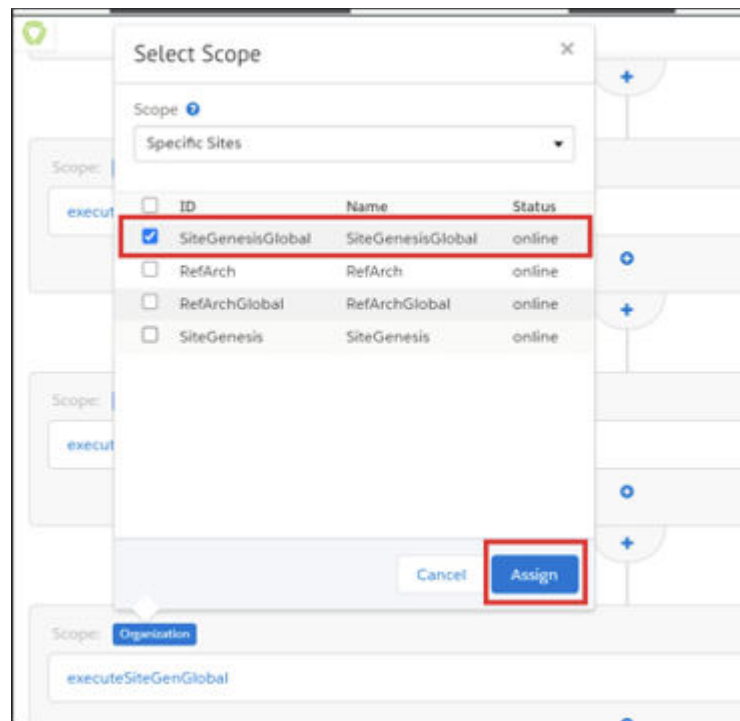 Select Scope
Scope
Specific Sites
ID Name Status
SiteGenesisGlobal SiteGenesisGlobal online
RefArch RefArch online
RefArchGlobal RefArchGlobal online
SiteGenesis SiteGenesis online
Cancel Assign
Scope:
execut
Scope:
execut
Scope: Organization
executeSiteGenGlobal